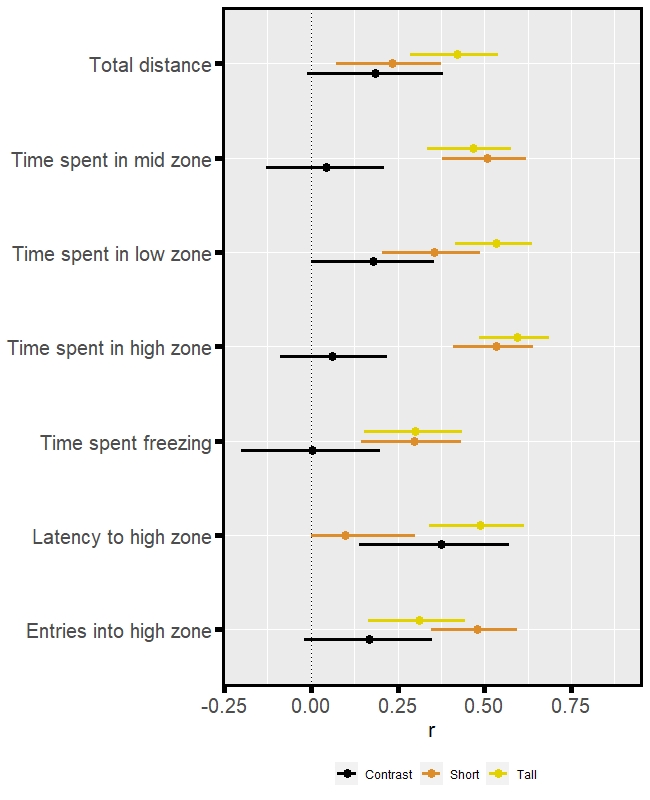 Total distance
Time spent in mid zone
Time spent in low zone
Time spent in high zone
Time spent freezing
Latency to high zone
Entries into high zone
-0.25 0.00 0.25 0.50 0.75
r
Contrast Short Tall